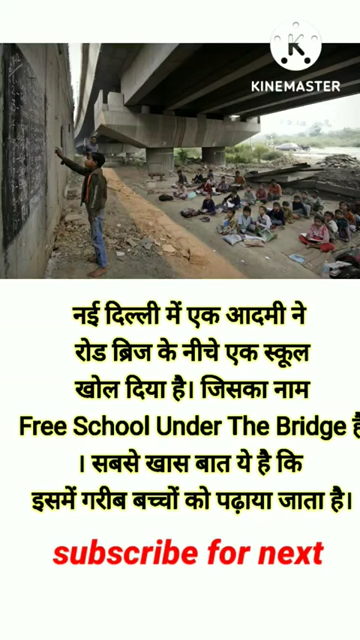 KINEMASTER
नई दिल्ली में एक आदमी ने
रोड ब्रिज के नीचे एक स्कूल
खोल दिया है। जिसका नाम
Free School Under The Bridge है
। सबसे खास बात ये है कि
इसमें गरीब बच्चों को पढ़ाया जाता है।
subscribe for next